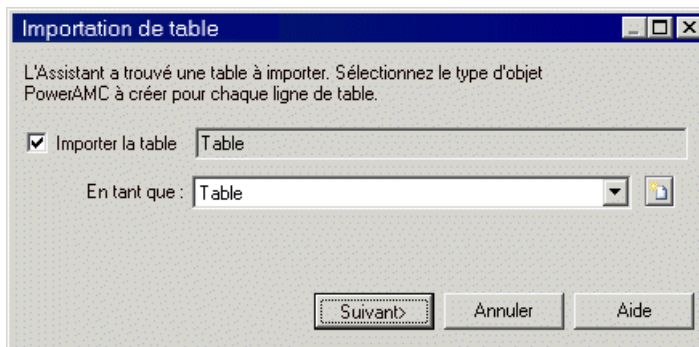 Importation de table
L'Assistant a trouvé une table à importer. Sélectionnez le type d'objet
PowerAMC à créer pour chaque ligne de table.
Importer la table Table
En tant que : Table
Suivant> Annuler Aide